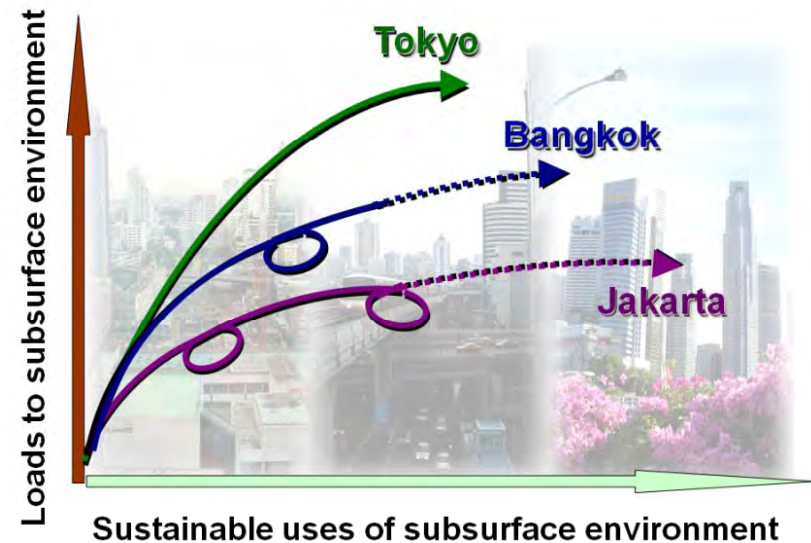 Loads to subsurface environment
Tokyo
Bangkok
Jakarta
Sustainable uses of subsurface environment